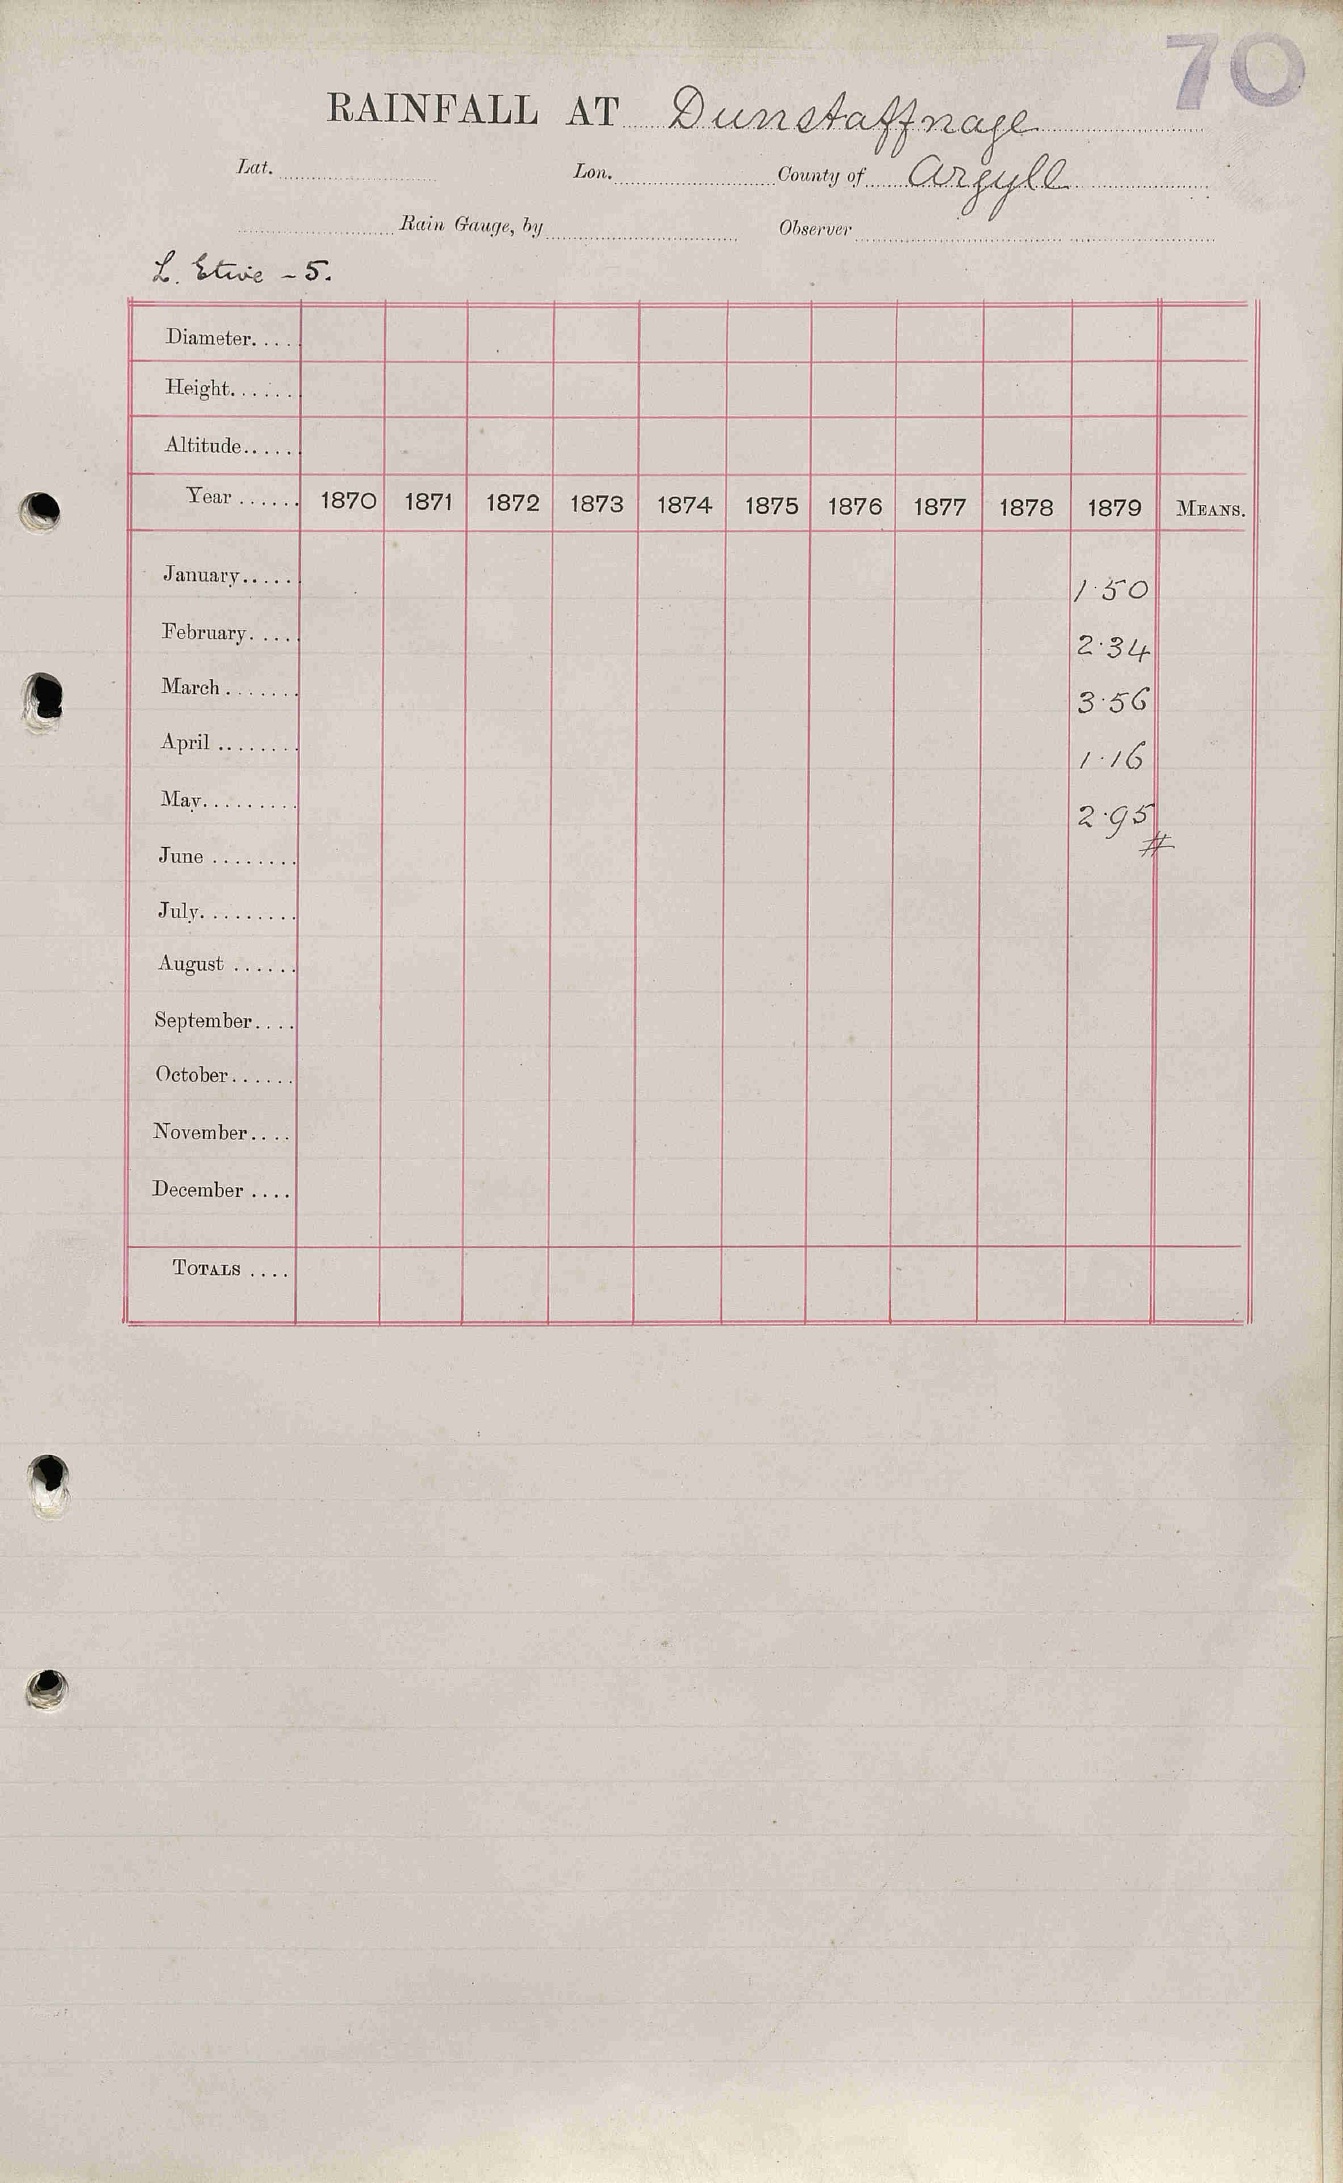 70
RAINFALL AT Dunstaffnage
Lat. Lon. County of Argyll
Rain Gauge, by Observer
L. Etive - 5.
Diameter....
Height......
Altitude.....
Year ...... 1870 1871 1872 1873 1874 1875 1876 1877 1878 1879 MEANS.
January..... 1·50
February.... 2·34
March ....... 3·56
April ........ 1·16
May......... 2·95
#
June ........
July.........
August ......
September....
October......
November....
December ....
TOTALS ....